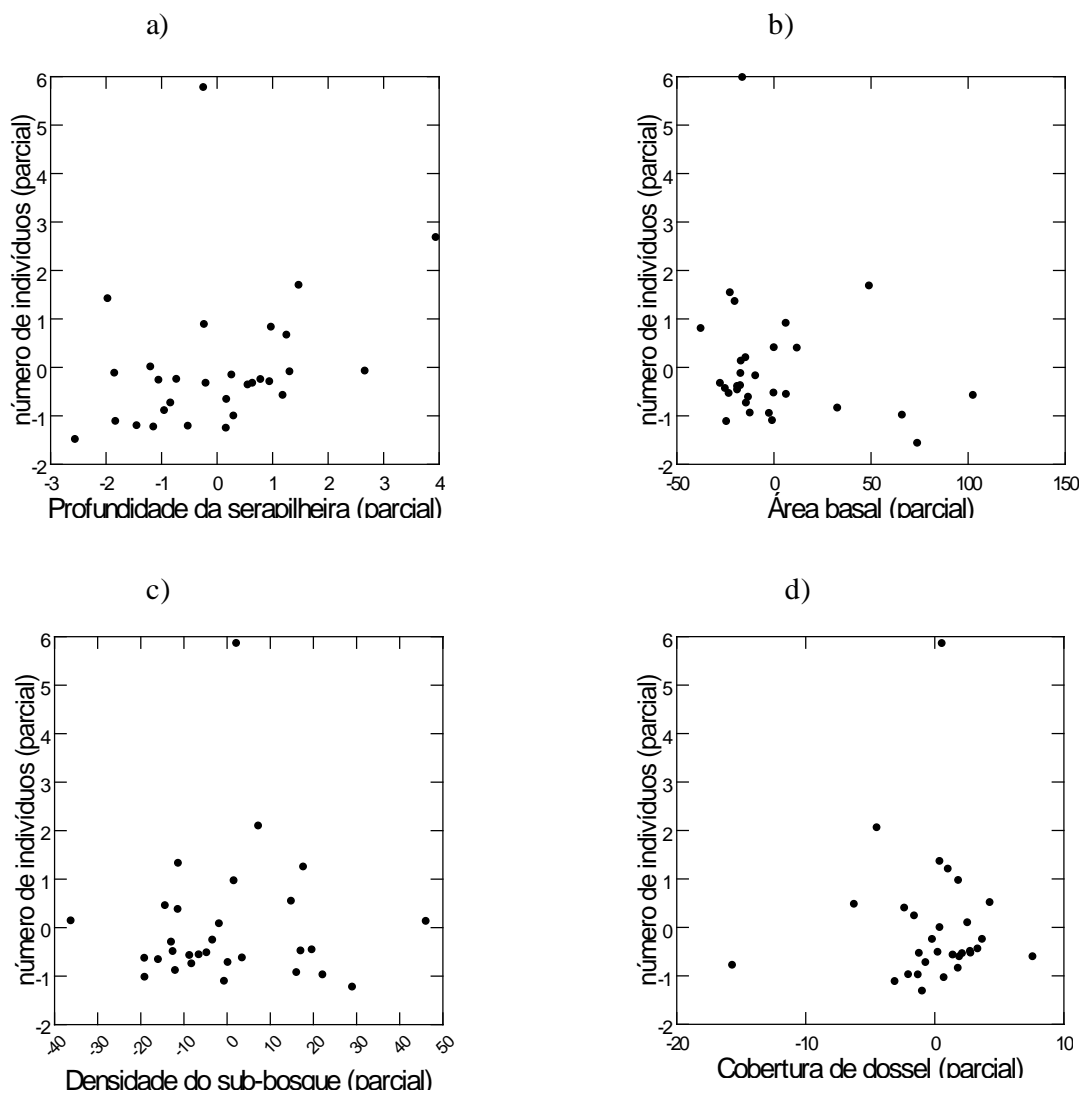 a)
b)
número de indivíduos (parcial)
6
5
4
3
2
1
0
-1
-2
-3 -2 -1 0 1 2 3 4
Profundidade da serapilheira (parcial)
número de indivíduos (parcial)
6
5
4
3
2
1
0
-1
-2
-50 0 50 100 150
Área basal (parcial)
c)
d)
número de indivíduos (parcial)
6
5
4
3
2
1
0
-1
-2
-40 -30 -20 -10 0 10 20 30 40 50
Densidade do sub-bosque (parcial)
número de indivíduos (parcial)
6
5
4
3
2
1
0
-1
-2
-20 -10 0 10
Cobertura de dossel (parcial)